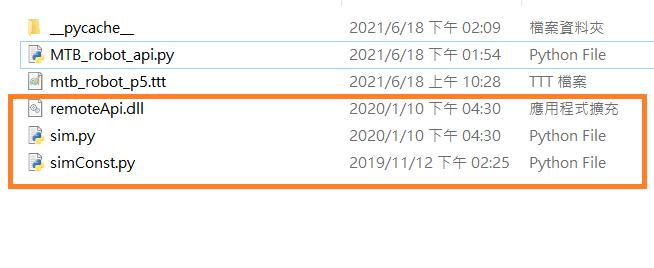 __pycache__ 2021/6/18 下午 02:09 檔案資料夾
MTB_robot_api.py 2021/6/18 下午 01:54 Python File
mtb_robot_p5.ttt 2021/6/18 上午 10:28 TTT 檔案
remoteApi.dll 2020/1/10 下午 04:30 應用程式擴充
sim.py 2020/1/10 下午 04:30 Python File
simConst.py 2019/11/12 下午 02:25 Python File